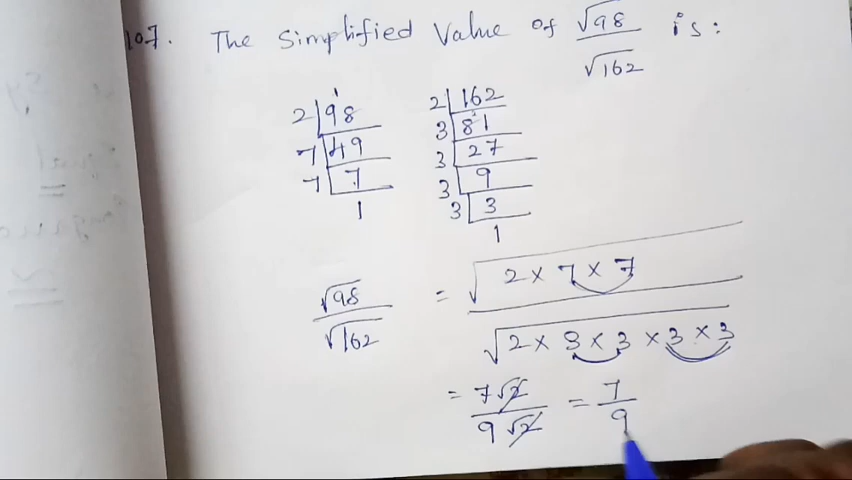 107. The Simplified Value of √98 / √162 is:
2 | 98 2 | 162
7 | 49 3 | 81
7 | 7 3 | 27
1 3 | 9
3 | 3
1
√98 / √162 = √2 × 7 × 7 / √2 × 3 × 3 × 3 × 3
= 7√2 / 9√2 = 7 / 9